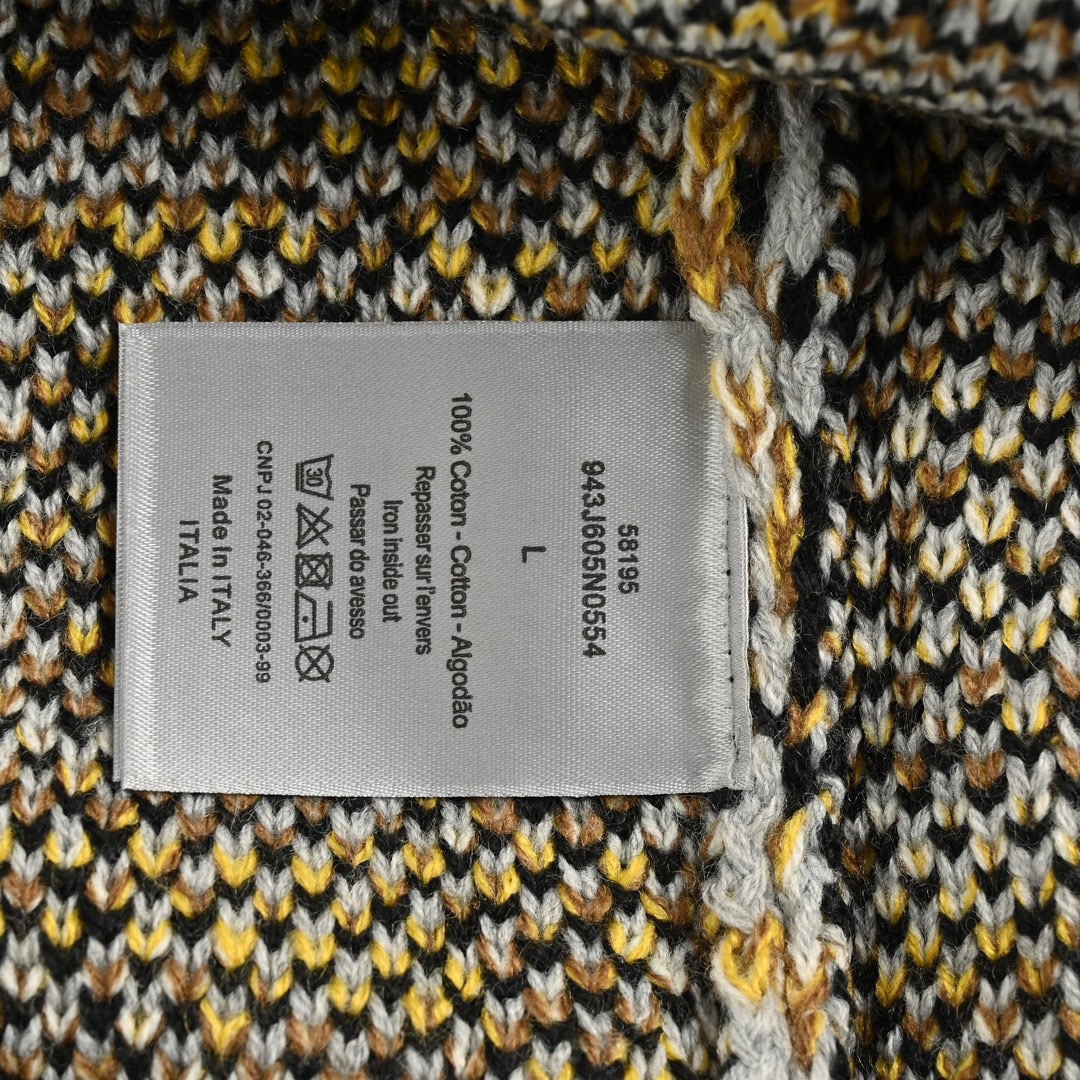 58195
943J605N0554
L
100% Coton - Cotton - Algodão
Repasser sur l'envers
Iron inside out
Passar do avesso
30
CNPJ 02-046-366/0003-99
Made In ITALY
ITALIA